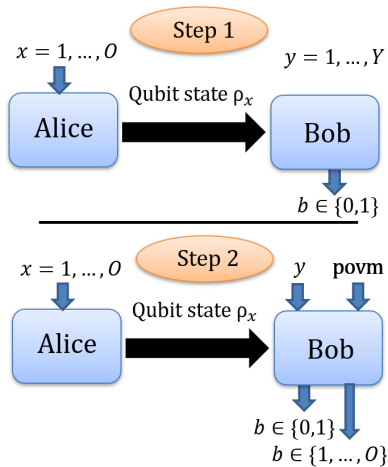 Step 1
x = 1, ..., O
y = 1, ..., Y
Qubit state ρₓ
Alice
Bob
b ∈ {0,1}
Step 2
x = 1, ..., O
y
povm
Qubit state ρₓ
Alice
Bob
b ∈ {0,1}
b ∈ {1, ..., O}